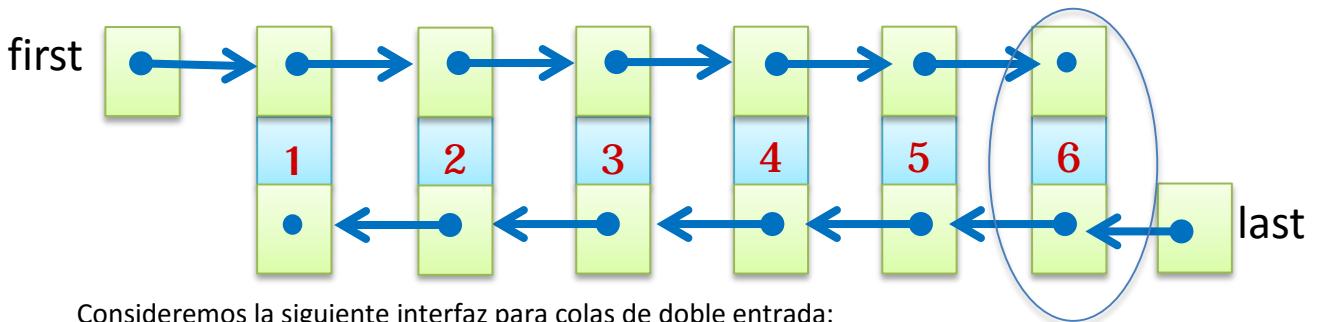 first
1 2 3 4 5 6
last
Consideremos la siguiente interfaz para colas de doble entrada: